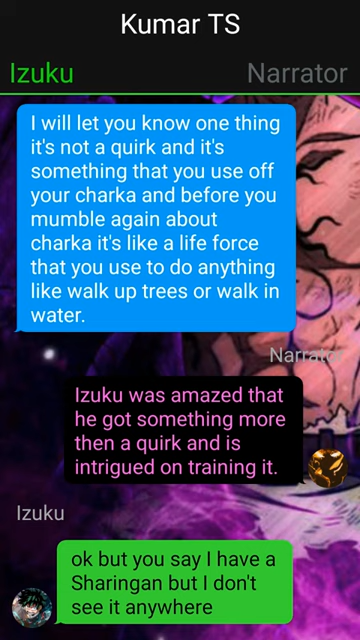 Kumar TS
Izuku Narrator
I will let you know one thing
it's not a quirk and it's
something that you use off
your charka and before you
mumble again about
charka it's like a life force
that you use to do anything
like walk up trees or walk in
water.
Narrator
Izuku was amazed that
he got something more
then a quirk and is
intrigued on training it.
Izuku
ok but you say I have a
Sharingan but I don't
see it anywhere